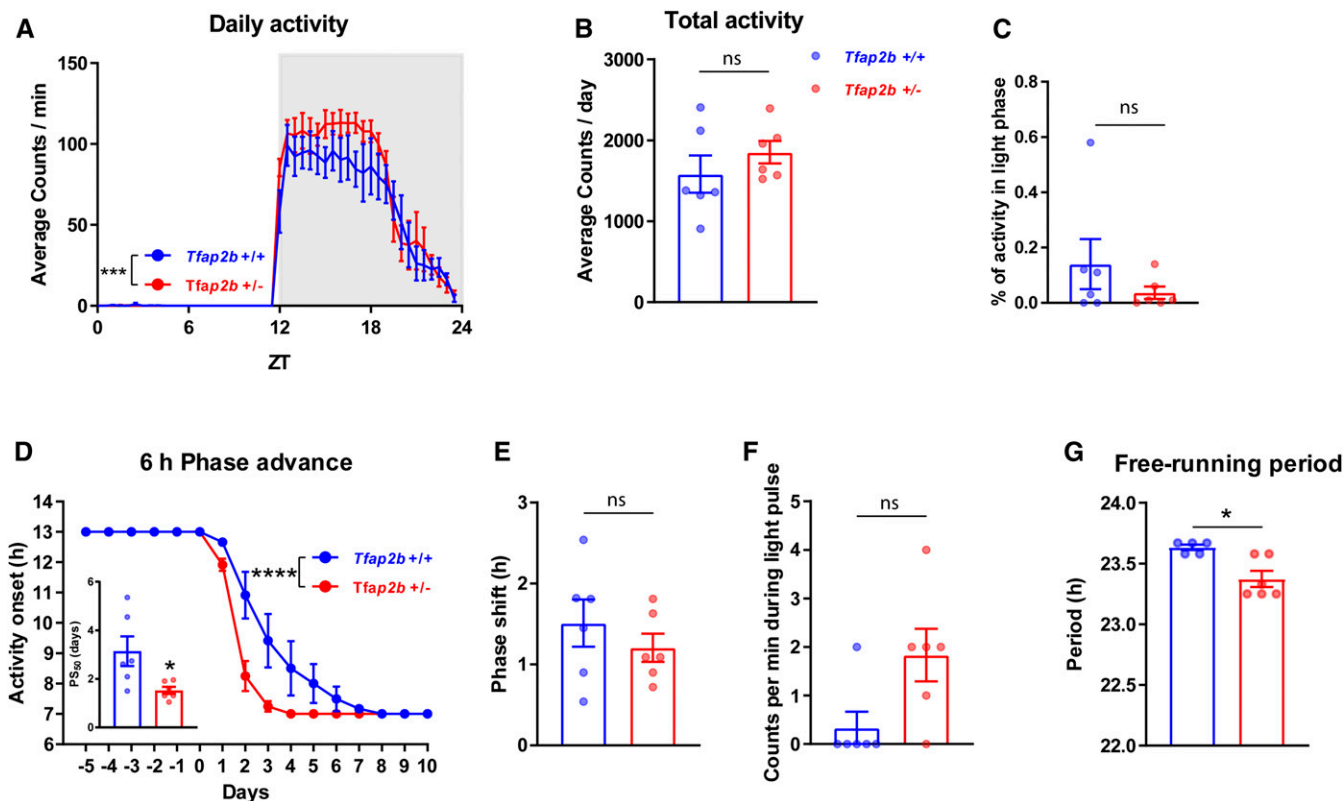 A
Daily activity
Average Counts / min
150
100
50
0
0
6
12
18
24
ZT
***
Tfap2b +/+
Tfap2b +/-
B
Total activity
Average Counts / day
3000
2000
1000
0
ns
Tfap2b +/+
Tfap2b +/-
C
% of activity in light phase
0.8
0.6
0.4
0.2
0.0
ns
D
6 h Phase advance
Activity onset (h)
14
13
12
11
10
9
8
7
6
-5 -4 -3 -2 -1 0 1 2 3 4 5 6 7 8 9 10
Days
****
Tfap2b +/+
Tfap2b +/-
PS50 (days)
6
4
2
0
*
E
Phase shift (h)
3
2
1
0
ns
F
Counts per min during light pulse
5
4
3
2
1
0
ns
G
Free-running period
Period (h)
24.0
23.5
23.0
22.5
22.0
*